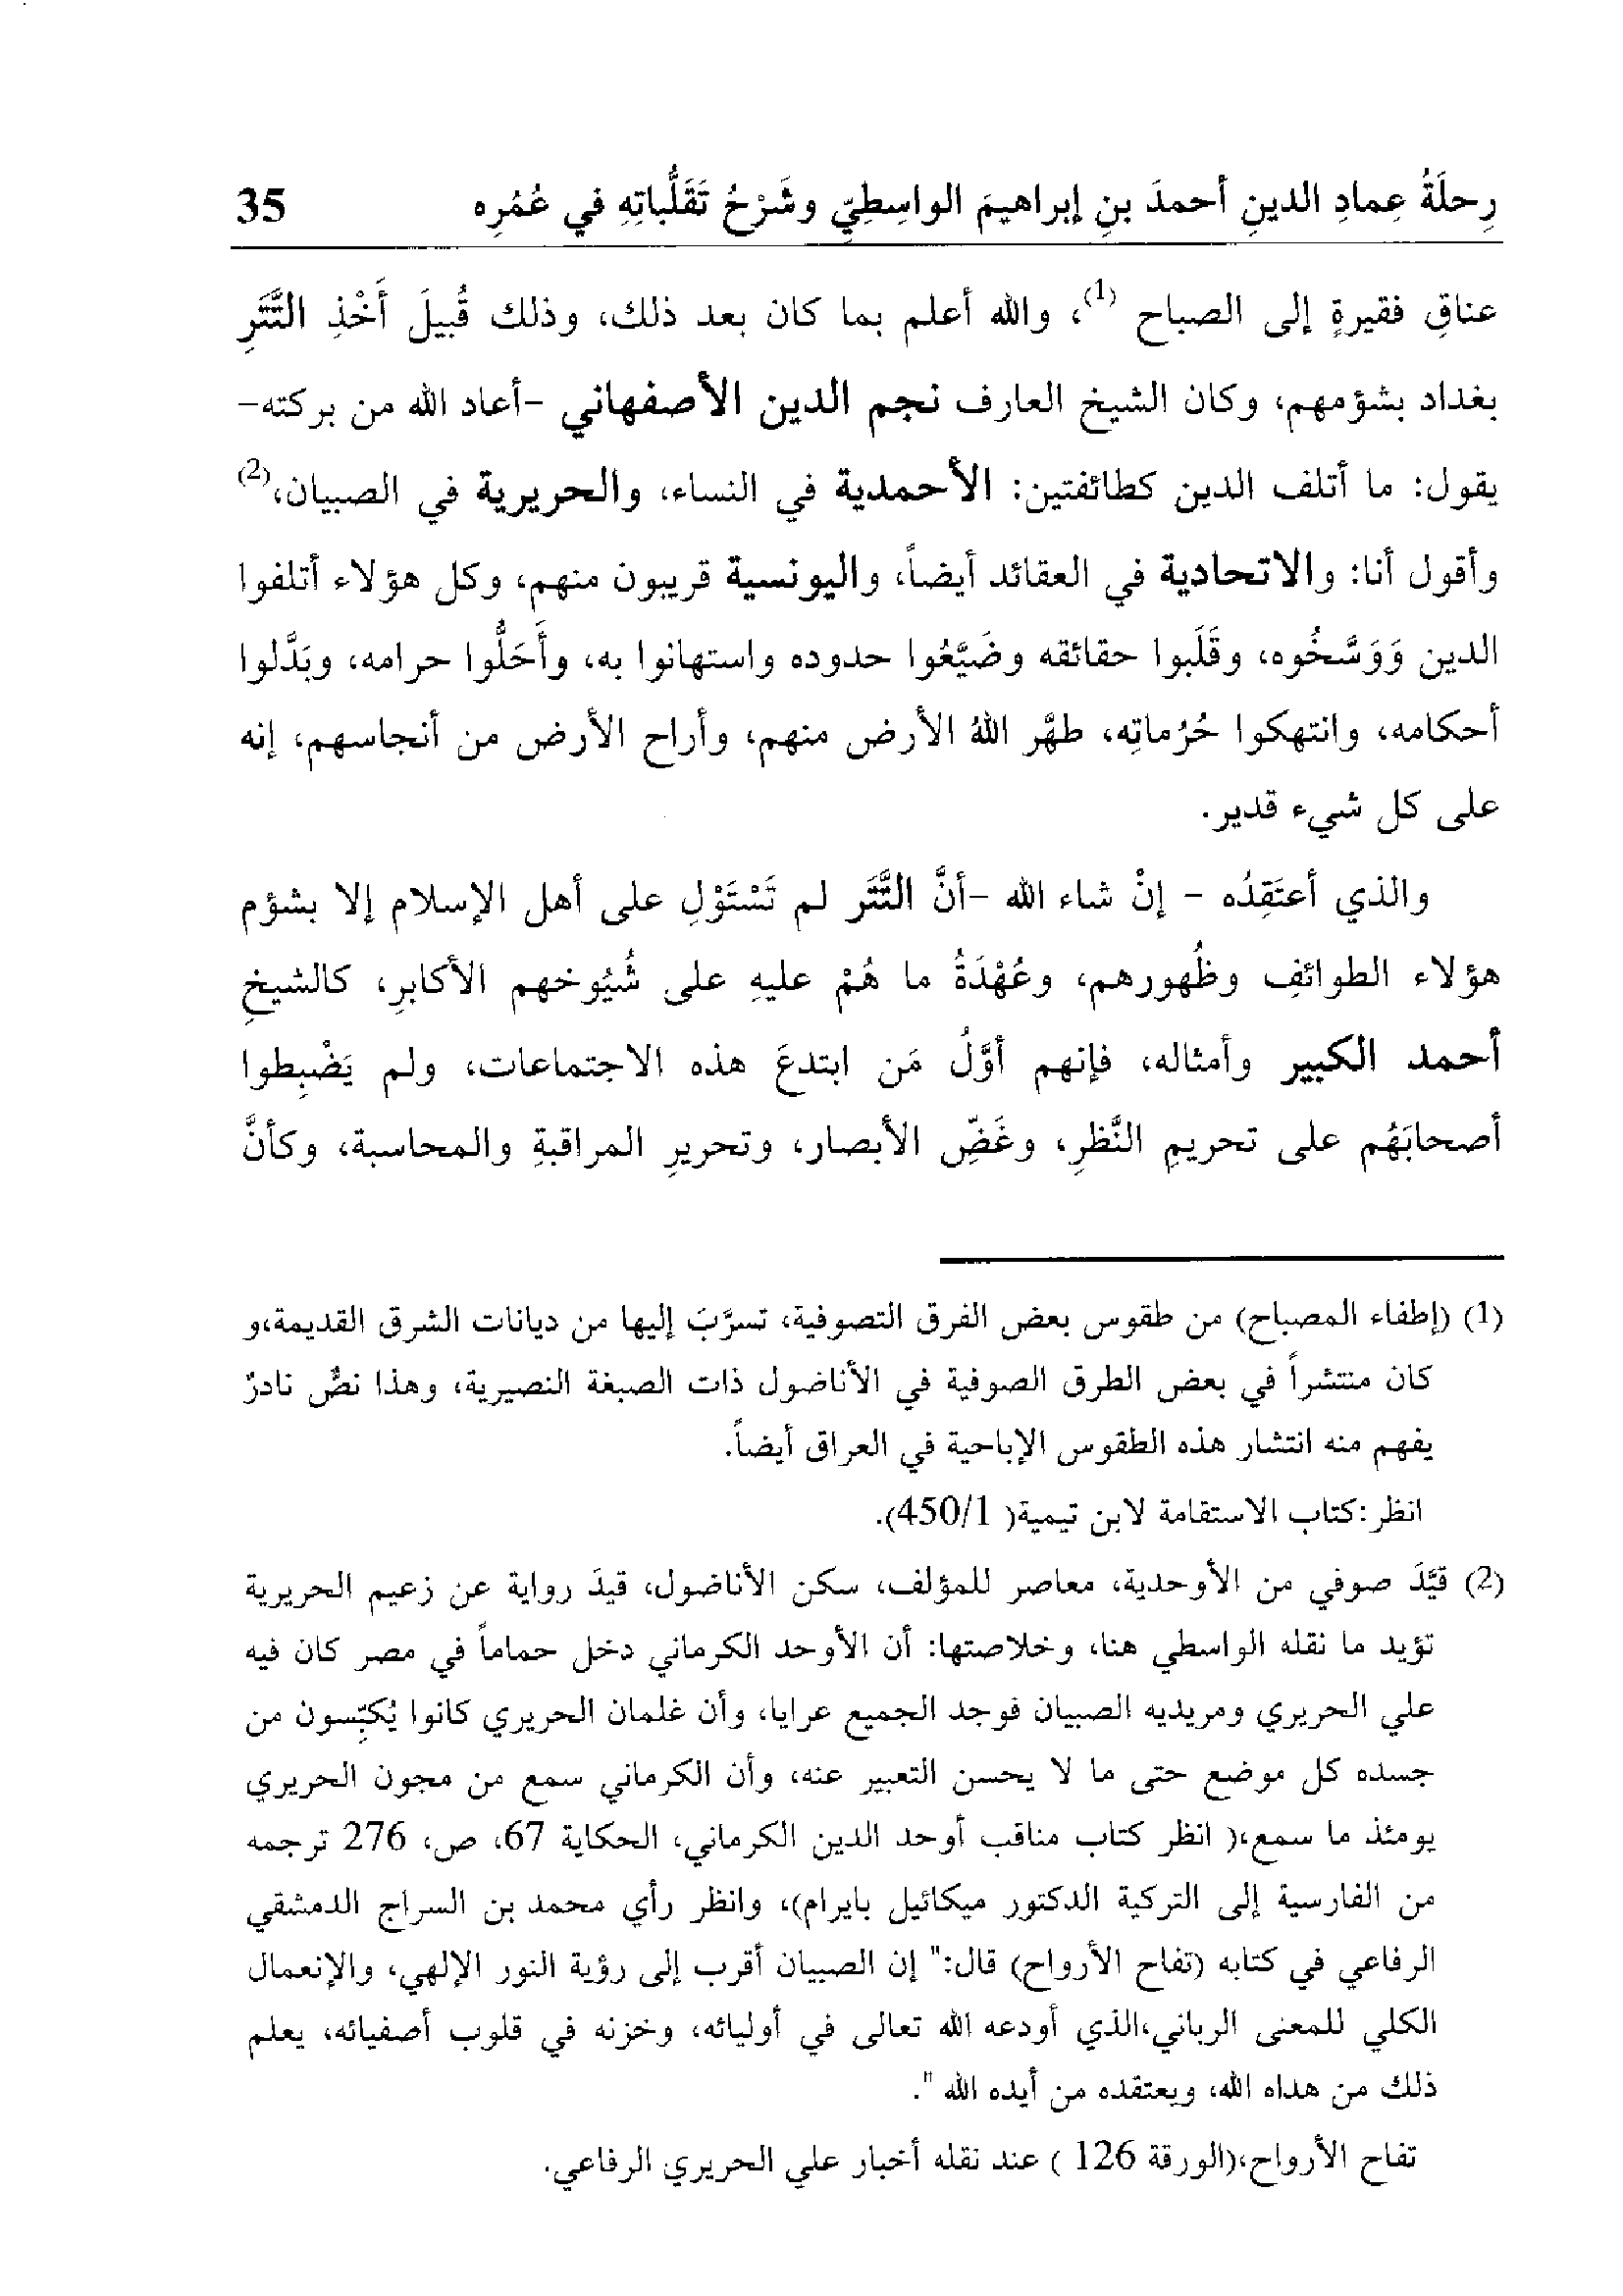 رِحلَةُ عِمادِ الدينِ أحمدَ بنِ إبراهيمَ الواسِطِيِّ وشَرْحُ تَقَلُّباتِهِ في عُمُرِه 35
عناقِ فقيرةٍ إلى الصباح (1)، والله أعلم بما كان بعد ذلك، وذلك قُبيلَ أَخْذِ التَّتَرِ
بغداد بشؤمهم، وكان الشيخ العارف نجم الدين الأصفهاني -أعاد الله من بركته-
يقول: ما أتلف الدين كطائفتين: الأحمدية في النساء، والحريرية في الصبيان،(2)
وأقول أنا: والاتحادية في العقائد أيضاً، واليونسية قريبون منهم، وكل هؤلاء أتلفوا
الدين وَوَسَّخُوه، وقَلَبوا حقائقه وضَيَّعُوا حدوده واستهانوا به، وأَحَلُّوا حرامه، وبَدَّلوا
أحكامه، وانتهكوا حُرُماتِه، طهَّر اللهُ الأرض منهم، وأراح الأرض من أنجاسهم، إنه
على كل شيء قدير.
والذي أعتَقِدُه - إنْ شاء الله -أنَّ التَّتَر لم تَسْتَوْلِ على أهل الإسلام إلا بشؤم
هؤلاء الطوائفِ وظُهورهم، وعُهْدَةُ ما هُمْ عليهِ على شُيُوخهم الأكابرِ، كالشيخِ
أحمد الكبير وأمثاله، فإنهم أوَّلُ مَن ابتدعَ هذه الاجتماعات، ولم يَضْبِطوا
أصحابَهُم على تحريمِ النَّظرِ، وغَضِّ الأبصار، وتحريرِ المراقبةِ والمحاسبة، وكأنَّ
(1) (إطفاء المصباح) من طقوس بعض الفرق التصوفية، تسرَّبَ إليها من ديانات الشرق القديمة،و
كان منتشراً في بعض الطرق الصوفية في الأناضول ذات الصبغة النصيرية، وهذا نصٌّ نادرٌ
يفهم منه انتشار هذه الطقوس الإباحية في العراق أيضاً.
انظر:كتاب الاستقامة لابن تيمية( 450/1).
(2) قيَّدَ صوفي من الأوحدية، معاصر للمؤلف، سكن الأناضول، قيدَ رواية عن زعيم الحريرية
تؤيد ما نقله الواسطي هنا، وخلاصتها: أن الأوحد الكرماني دخل حماماً في مصر كان فيه
علي الحريري ومريديه الصبيان فوجد الجميع عرايا، وأن غلمان الحريري كانوا يُكبِّسون من
جسده كل موضع حتى ما لا يحسن التعبير عنه، وأن الكرماني سمع من مجون الحريري
يومئذ ما سمع،( انظر كتاب مناقب أوحد الدين الكرماني، الحكاية 67، ص، 276 ترجمه
من الفارسية إلى التركية الدكتور ميكائيل بايرام)، وانظر رأي محمد بن السراج الدمشقي
الرفاعي في كتابه (تفاح الأرواح) قال:" إن الصبيان أقرب إلى رؤية النور الإلهي، والإنعمال
الكلي للمعنى الرباني،الذي أودعه الله تعالى في أوليائه، وخزنه في قلوب أصفيائه، يعلم
ذلك من هداه الله، ويعتقده من أيده الله ".
تفاح الأرواح،(الورقة 126 ) عند نقله أخبار علي الحريري الرفاعي.